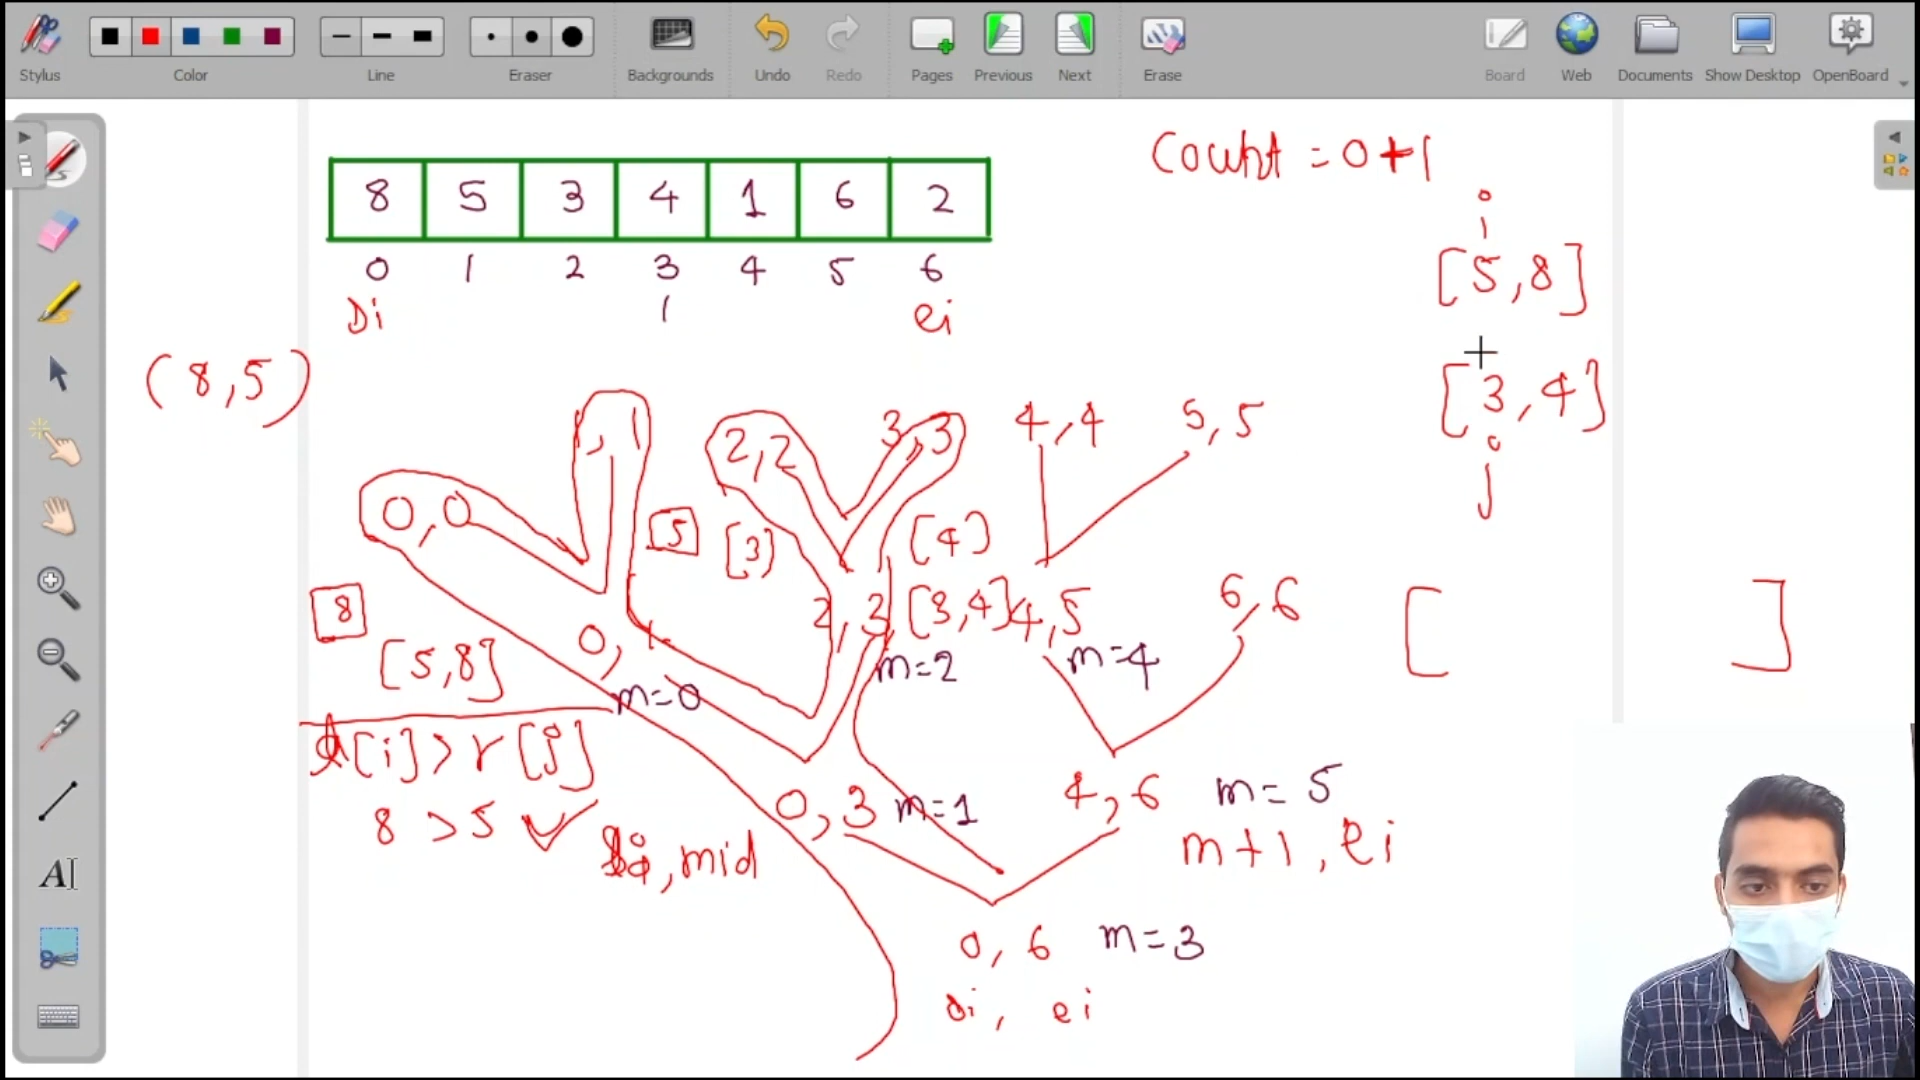 Stylus
Color
Line
Eraser
Backgrounds
Undo
Redo
Pages
Previous
Next
Erase
Board
Web
Documents
Show Desktop
OpenBoard
Count = 0+1
8 5 3 4 1 6 2
0 1 2 3 4 5 6
ei
i
[5,8]
[3,4]
j
(8,5)
1,1
2,2
3,3
4,4
5,5
0,0
5
[3]
[4]
8
[5,8]
0,1
m=0
2,3
[3,4]
m=2
4,5
m=4
6,6
[ ]
[i]>r[j]
8 >5
0,3
m=1
4,6
m=5
, mid
m+1, ei
0,6
m=3
, ei
A